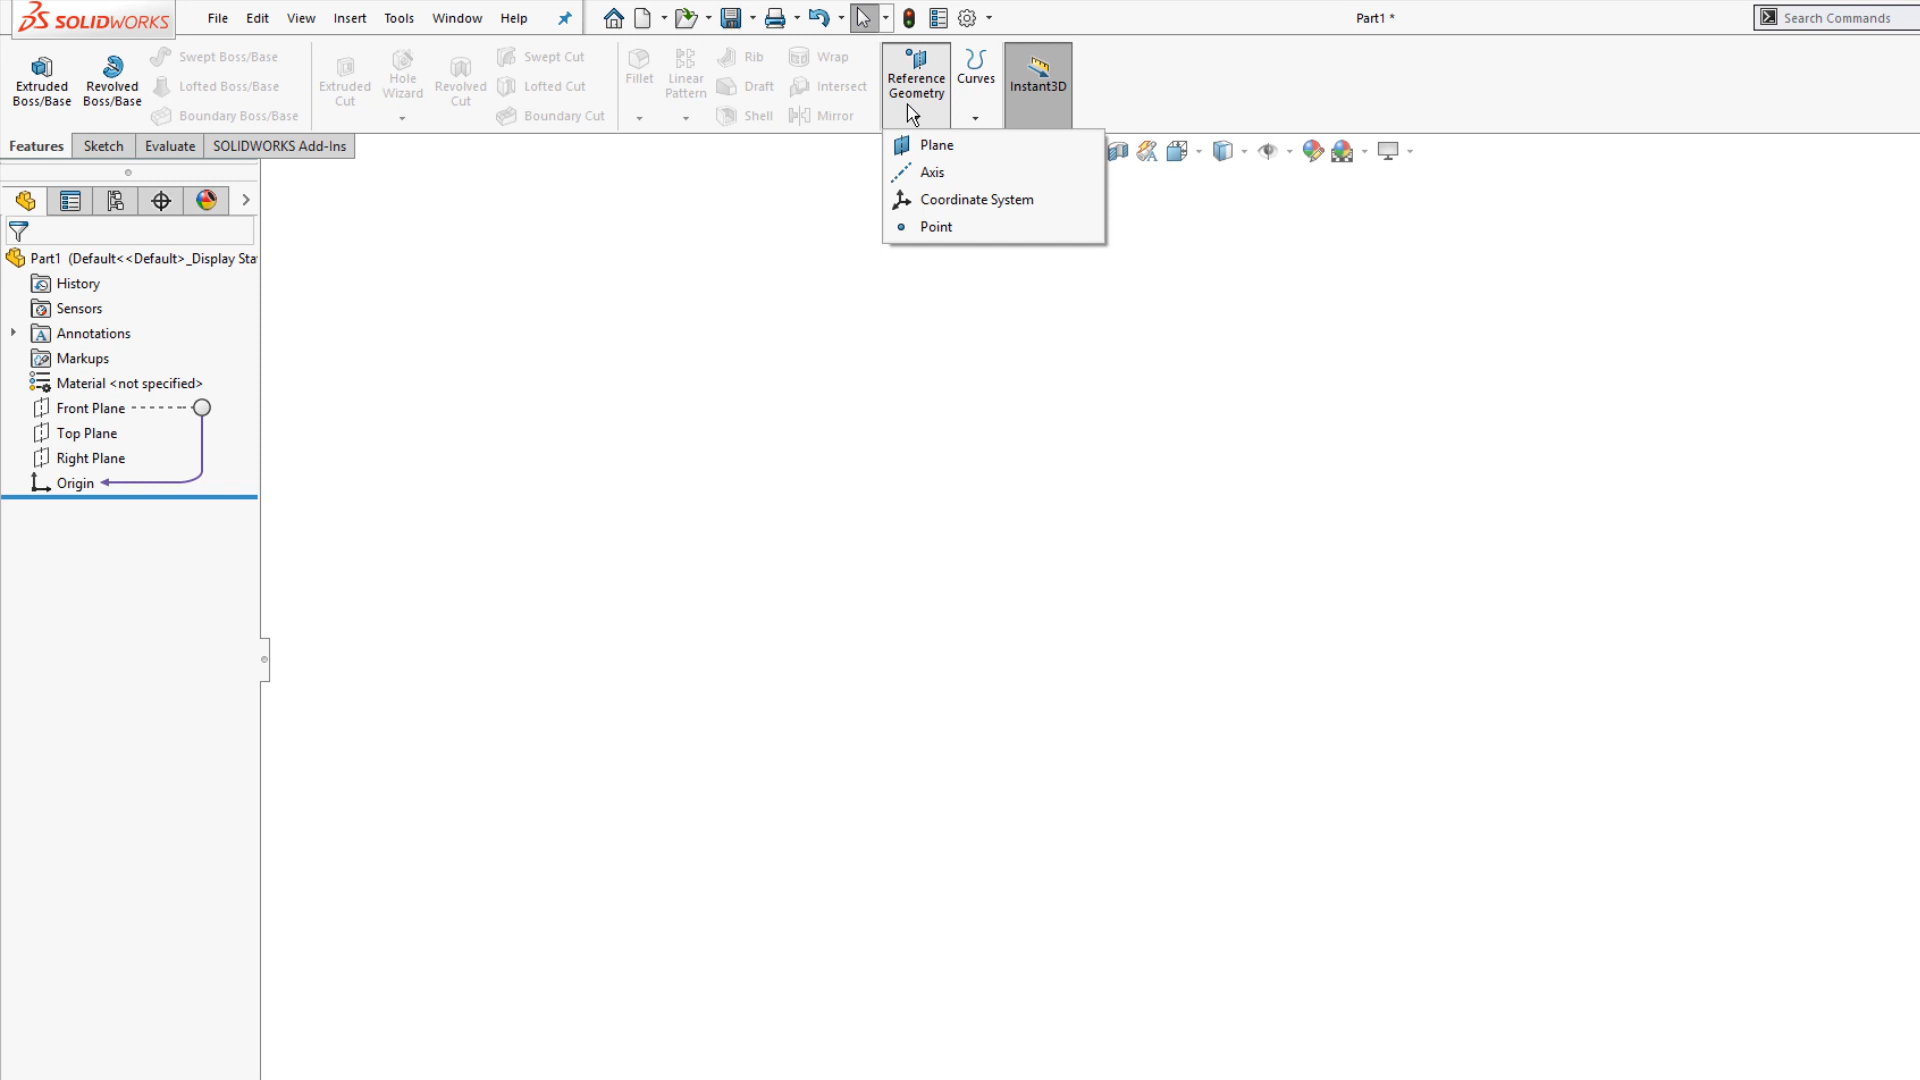 SOLIDWORKS File Edit View Insert Tools Window Help Part1 * Search Commands
Extruded Boss/Base
Revolved Boss/Base
Swept Boss/Base
Lofted Boss/Base
Boundary Boss/Base
Extruded Cut
Hole Wizard
Revolved Cut
Swept Cut
Lofted Cut
Boundary Cut
Fillet
Linear Pattern
Rib
Draft
Shell
Wrap
Intersect
Mirror
Reference Geometry
Curves
Instant3D
Features Sketch Evaluate SOLIDWORKS Add-Ins
Plane
Axis
Coordinate System
Point
Part1 (Default<<Default>_Display Sta
History
Sensors
Annotations
Markups
Material <not specified>
Front Plane
Top Plane
Right Plane
Origin